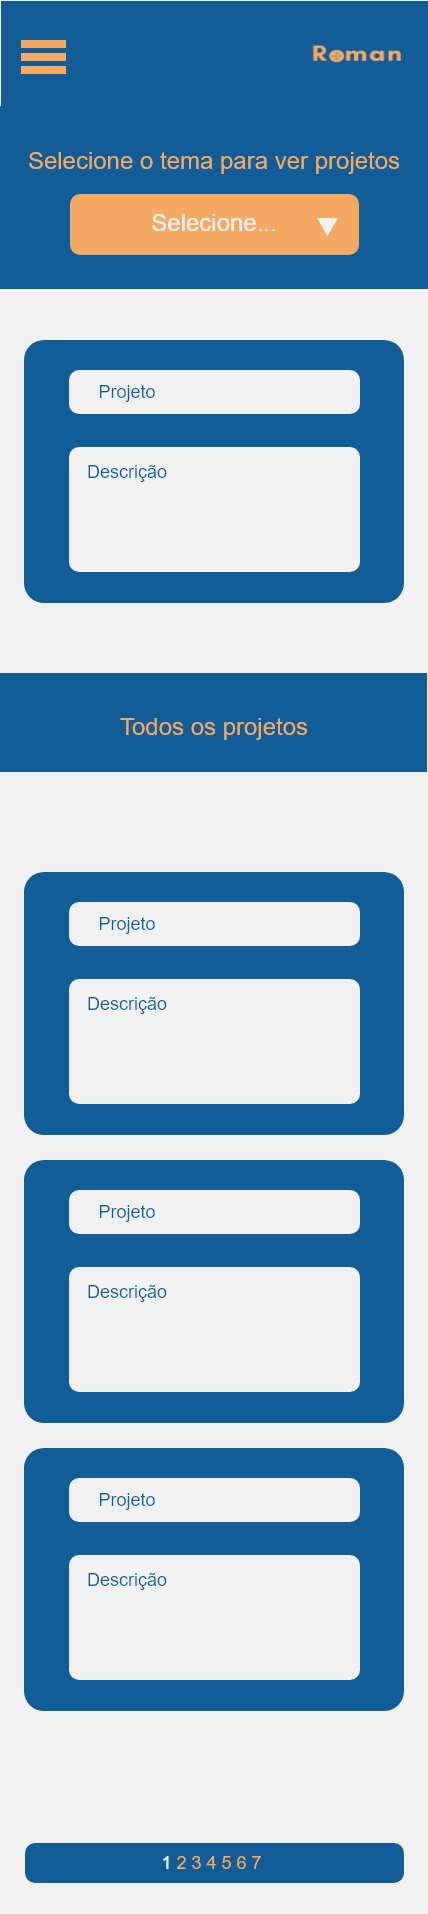 Roman
Selecione o tema para ver projetos
Selecione...
Projeto
Descrição
Todos os projetos
Projeto
Descrição
Projeto
Descrição
Projeto
Descrição
1 2 3 4 5 6 7